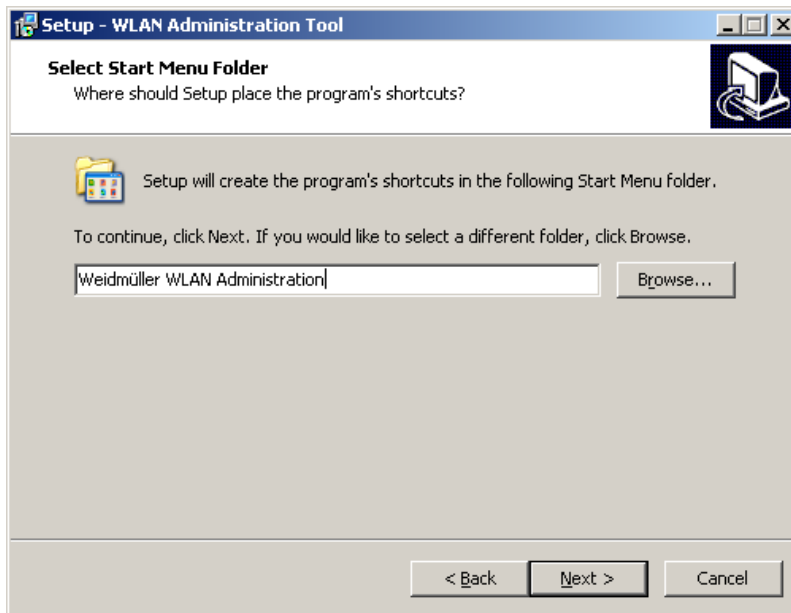 Setup - WLAN Administration Tool
Select Start Menu Folder
Where should Setup place the program's shortcuts?
Setup will create the program's shortcuts in the following Start Menu folder.
To continue, click Next. If you would like to select a different folder, click Browse.
Weidmüller WLAN Administration
Browse...
< Back
Next >
Cancel